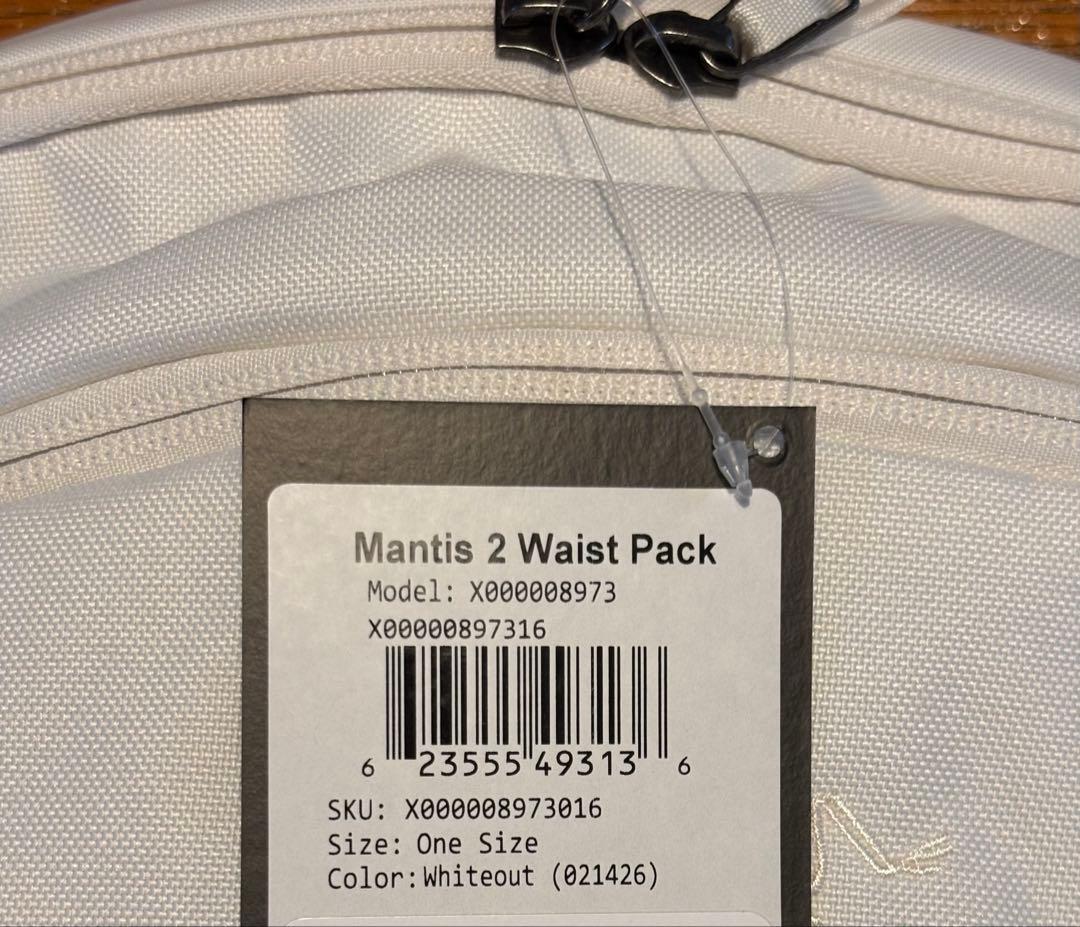 Mantis 2 Waist Pack
Model: X000008973
X00000897316
6 23555 49313 6
SKU: X000008973016
Size: One Size
Color: Whiteout (021426)